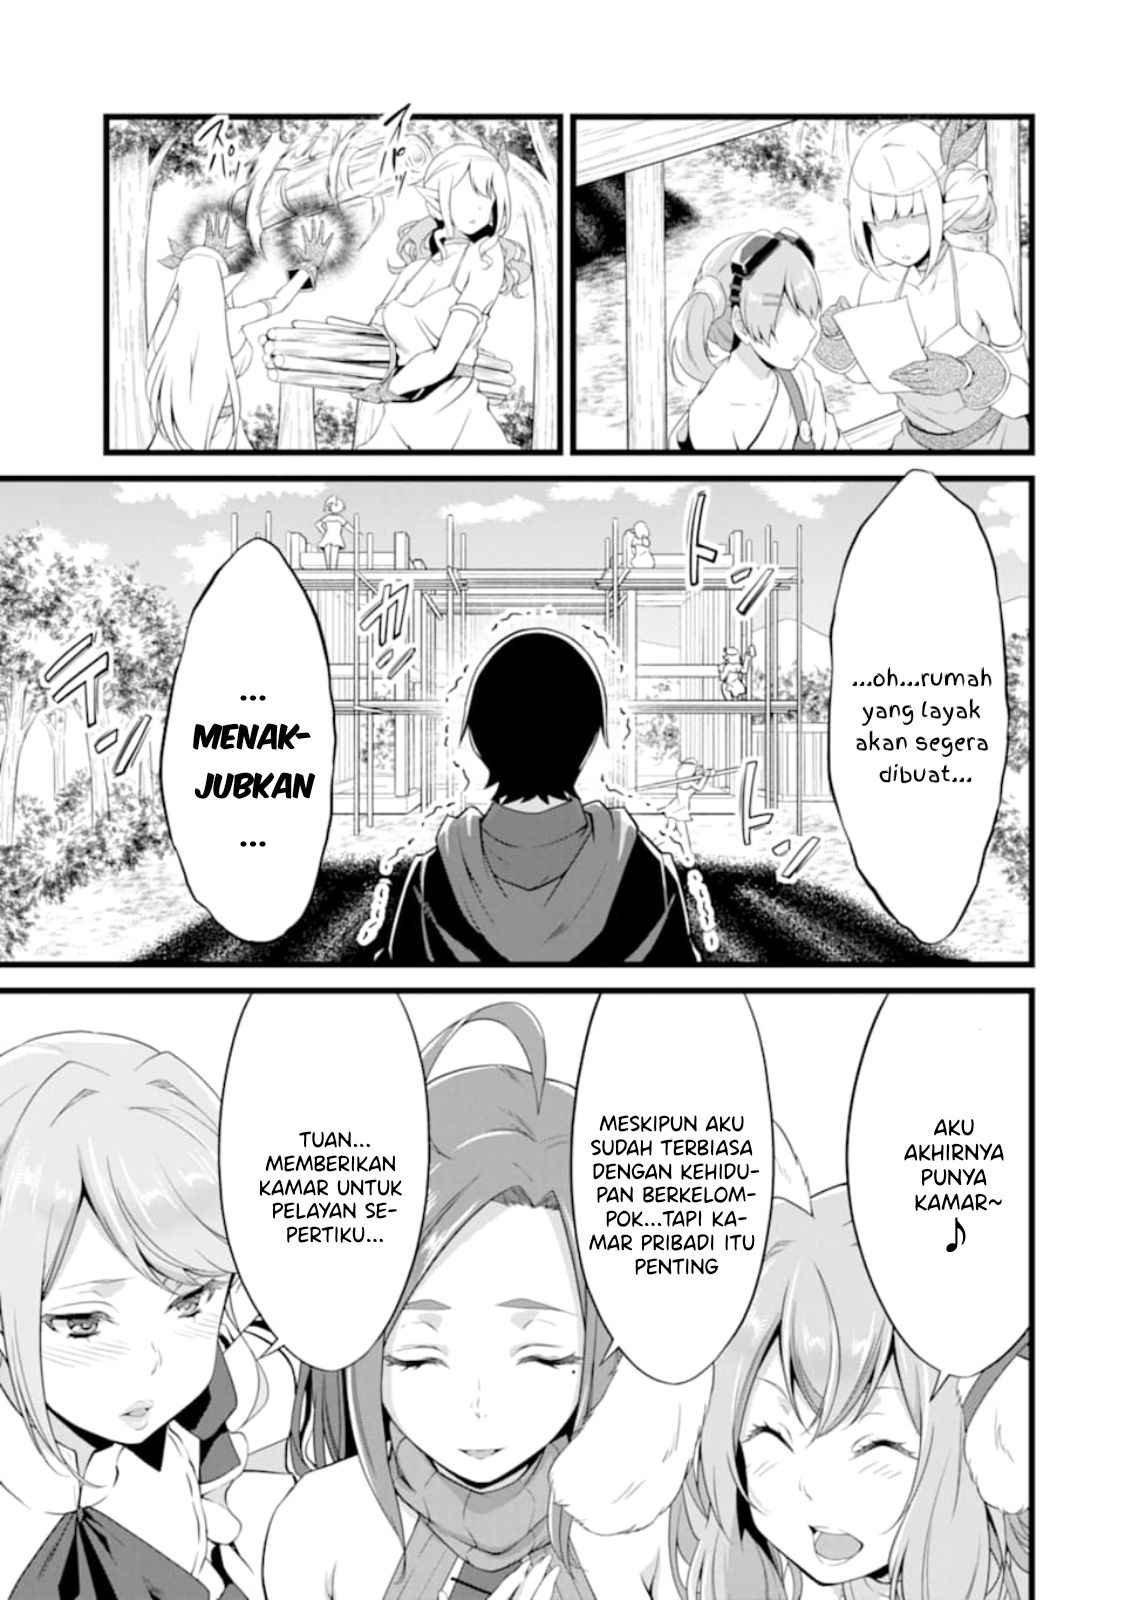 ...oh...rumah
yang layak
akan segera
dibuat...
...
MENAK-
JUBKAN
...
AKU
AKHIRNYA
PUNYA
KAMAR~
♪
MESKIPUN AKU
SUDAH TERBIASA
DENGAN KEHIDU-
PAN BERKELOM-
POK...TAPI KA-
MAR PRIBADI ITU
PENTING
TUAN...
MEMBERIKAN
KAMAR UNTUK
PELAYAN SE-
PERTIKU...